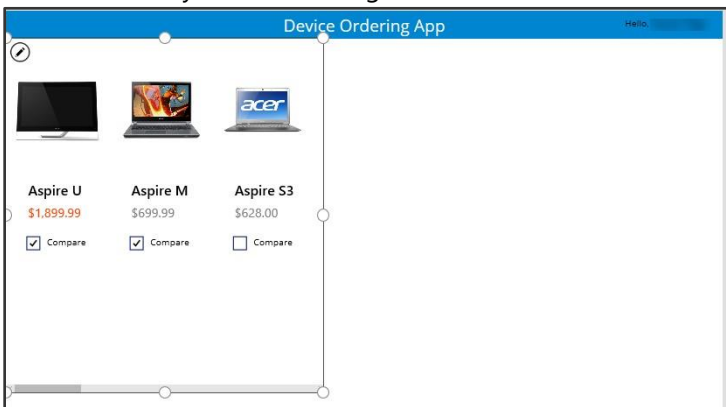 Device Ordering App
Hello,
acer
Aspire U
Aspire M
Aspire S3
$1,899.99
$699.99
$628.00
Compare
Compare
Compare